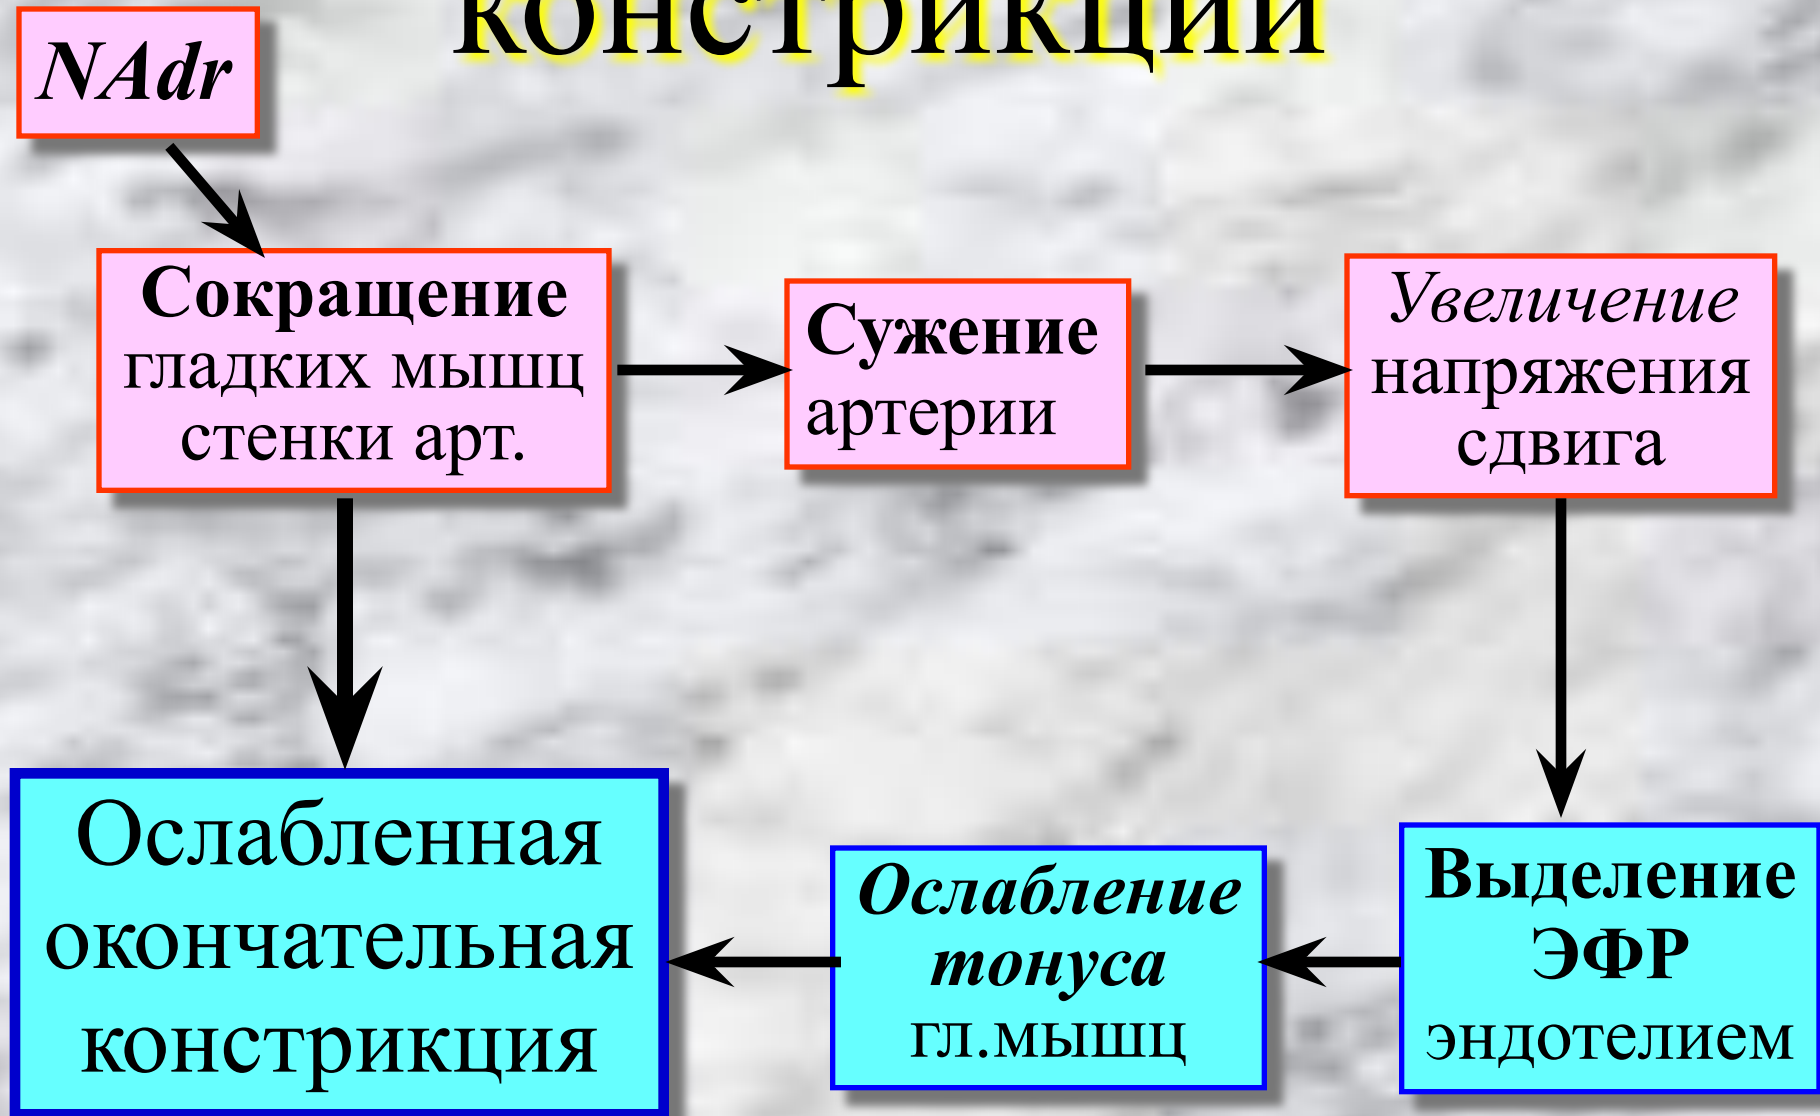 констрикции
NAdr
Сокращение
гладких мышц
стенки арт.
Сужение
артерии
Увеличение
напряжения
сдвига
Ослабленная
окончательная
констрикция
Ослабление
тонуса
гл.мышц
Выделение
ЭФР
эндотелием